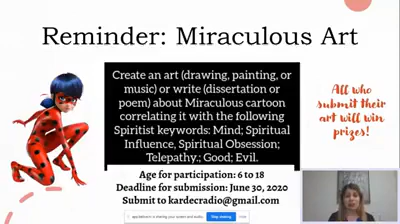 Reminder: Miraculous Art
Create an art (drawing, painting, or
music) or write (dissertation or
poem) about Miraculous cartoon
correlating it with the following
Spiritist keywords: Mind; Spiritual
Influence, Spiritual Obsession;
Telepathy,; Good; Evil.
All who
submit their
art will win
prizes!
Age for participation: 6 to 18
Deadline for submission: June 30, 2020
Submit to kardecradio@gmail.com
Stop sharing